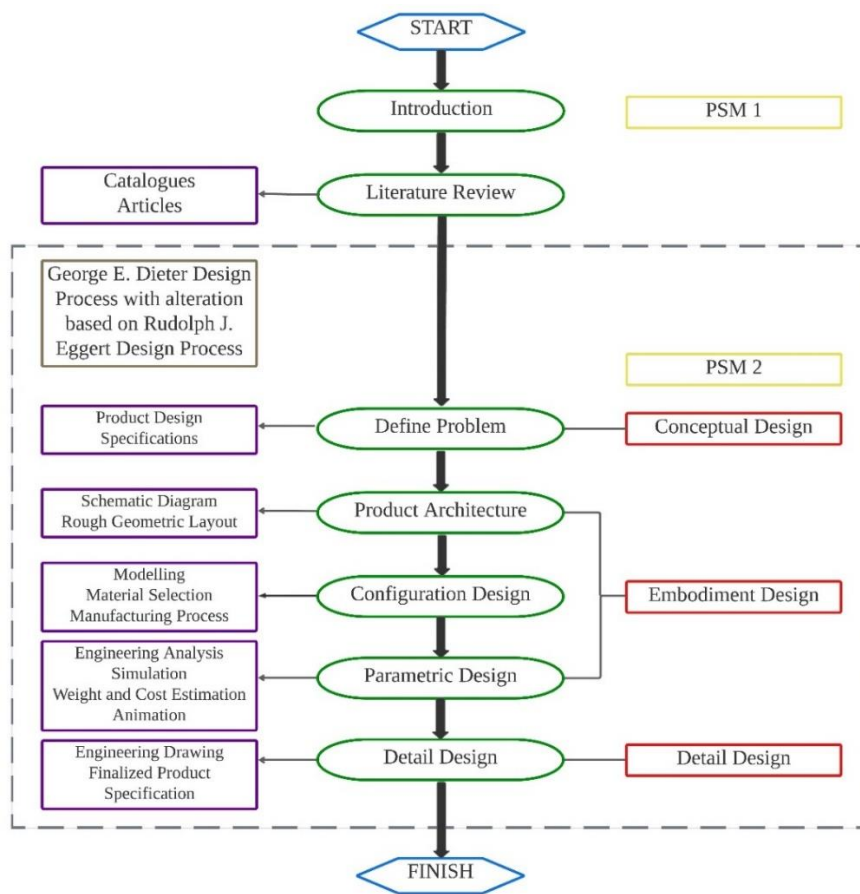 START
Introduction
PSM 1
Catalogues
Articles
Literature Review
George E. Dieter Design
Process with alteration
based on Rudolph J.
Eggert Design Process
PSM 2
Product Design
Specifications
Define Problem
Conceptual Design
Schematic Diagram
Rough Geometric Layout
Product Architecture
Modelling
Material Selection
Manufacturing Process
Configuration Design
Embodiment Design
Engineering Analysis
Simulation
Weight and Cost Estimation
Animation
Parametric Design
Engineering Drawing
Finalized Product
Specification
Detail Design
Detail Design
FINISH